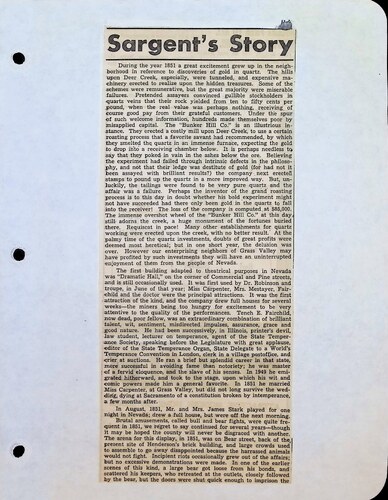 Sargent's Story
During the year 1851 a great excitement grew up in the neigh-
borhood in reference to discoveries of gold in quartz. The hills
upon Deer Creek, especially, were tunneled, and expensive ma-
chinery erected to realize upon the hidden treasures. Some of the
schemes were remunerative, but the great majority were miserable
failures. Pretended assayers convinced gullible stockholders in
quartz veins that their rock yielded from ten to fifty cents per
pound, when the real value was perhaps nothing, receiving of
course good pay from their grateful customers. Under the spur
of such welcome information, hundreds made themselves poor by
misapplied capital. The "Bunker Hill Co." is an illustrious in-
stance. They erected a costly mill upon Deer Creek, to use a certain
roasting process that a favorite savant had recommended, by which
they smelted the quartz in an immense furnace, expecting the gold
to drop into a receiving chamber below. It is perhaps needless to
say that they poked in vain in the ashes below the ore. Believing
the experiment had failed through intrinsic defects in the philoso-
phy, and not that their ledge was destitute of gold (for had not it
been assayed with brilliant results?) the company next erected
stamps to pound up the quartz in a more improved way. But, un-
luckily, the tailings were found to be very pure quartz and the
affair was a failure. Perhaps the inventor of the grand roasting
process is to this day in doubt whether his bold experiment might
not have succeeded had there only been gold in the quartz to fall
into the receiver! The loss of the company is computed at $80,000.
The immense overshot wheel of the "Bunker Hill Co." at this day,
still adorns the creek, a huge monument of the fortunes buried
there. Requiscat in pace! Many other establishments for quartz
working were erected upon the creek, with no better result. At the
palmy time of the quartz investments, doubts of great profits were
deemed most heretical; but in one short year, the delusion was
over. However our enterprising neighbors of Grass Valley may
have profited by such investments they will have an uninterrupted
enjoyment of them from the people of Nevada.
The first building adapted to theatrical purposes in Nevada
was "Dramatic Hall," on the corner of Commercial and Pine streets,
and still occasionally used. It was first used by Dr. Robinson and
troupe, in June of that year; Miss Carpenter, Mrs. Mestayer, Fair-
child and the doctor were the principal attractions. It was the first
attraction of the kind, and the company drew full houses for several
weeks—the miners being too hungry for excitement to be very
attentive to the quality of the performances. Tench E. Fairchild,
now dead, poor fellow, was an extraordinary combination of brilliant
talent, wit, sentiment, misdirected impulses, assurance, grace and
good nature. He had been successively, in Illinois, printer's devil,
law student, lecturer on temperance, agent of the State Temper-
ance Society, speaking before the Legislature with great applause,
editor of the State Temperance Organ, State Delegate to a World's
Temperance Convention in London, clerk in a village postoffice, and
crier at auctions. He ran a brief but splendid career in that state,
more successful in avoiding fame than notoriety; he was master
of a fervid eloquence, and the slave of his senses. In 1849 he emi-
grated hitherward, and took to the stage, upon which his wit and
comic powers made him a general favorite. In 1851 he married
Miss Carpenter, at Grass Valley, but did not long survive the wed-
ding, dying at Sacramento of a constitution broken by intemperance,
a few months after.
In August, 1851, Mr. and Mrs. James Stark played for one
night in Nevada; drew a full house, but were off the next morning.
Brutal amusements, called bull and bear fights, were quite fre-
quent in 1851, we regret to say continued for several years—though
it may be hoped the county will never be disgraced with another.
The arena for this display, in 1851, was on Bear street, back of the
present site of Henderson's brick building, and large crowds used
to assemble to go away disappointed because the harassed animals
would not fight. Incipient riots occasionally grew out of the affairs;
but no excessive demonstrations were made. In one of the earlier
scenes of this kind, a large bear got loose from his bonds, and
scattered his keepers, who retreated at the outlets, closely followed
by the bear, but the doors were shut quick enough to imprison the